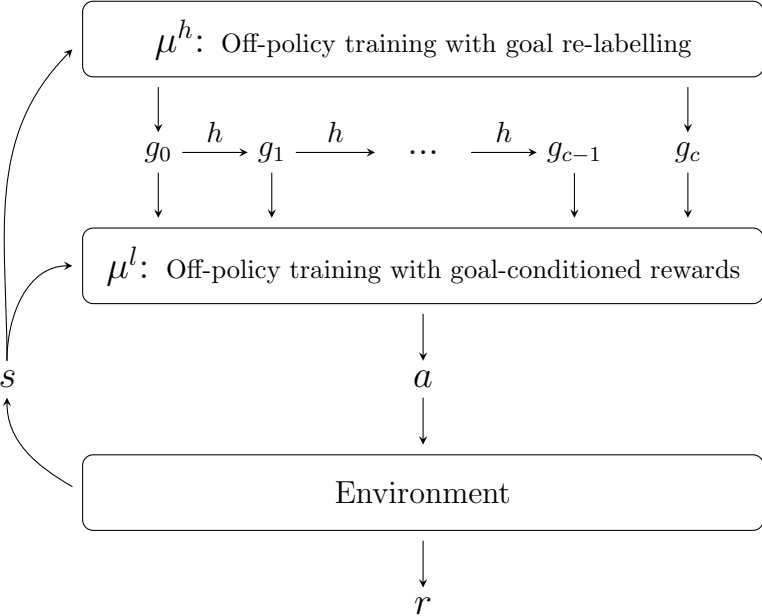 μ^h: Off-policy training with goal re-labelling
h h h
g_0 g_1 ... g_{c−1} g_c
μ^l: Off-policy training with goal-conditioned rewards
s a
Environment
r